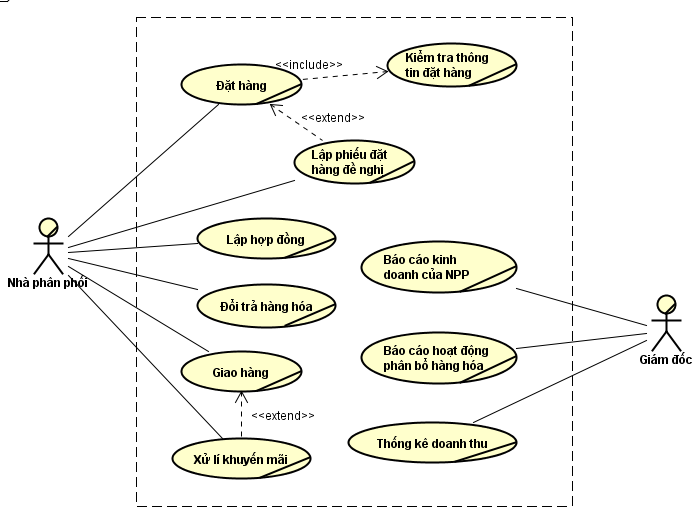 <<include>>
Kiểm tra thông
tin đặt hàng
Đặt hàng
<<extend>>
Lập phiếu đặt
hàng đề nghi
Lập hợp đồng
Báo cáo kinh
doanh của NPP
Nhà phân phối
Đổi trả hàng hóa
Báo cáo hoạt động
phân bổ hàng hóa
Giám đốc
Giao hàng
<<extend>>
Thống kê doanh thu
Xử lí khuyến mãi